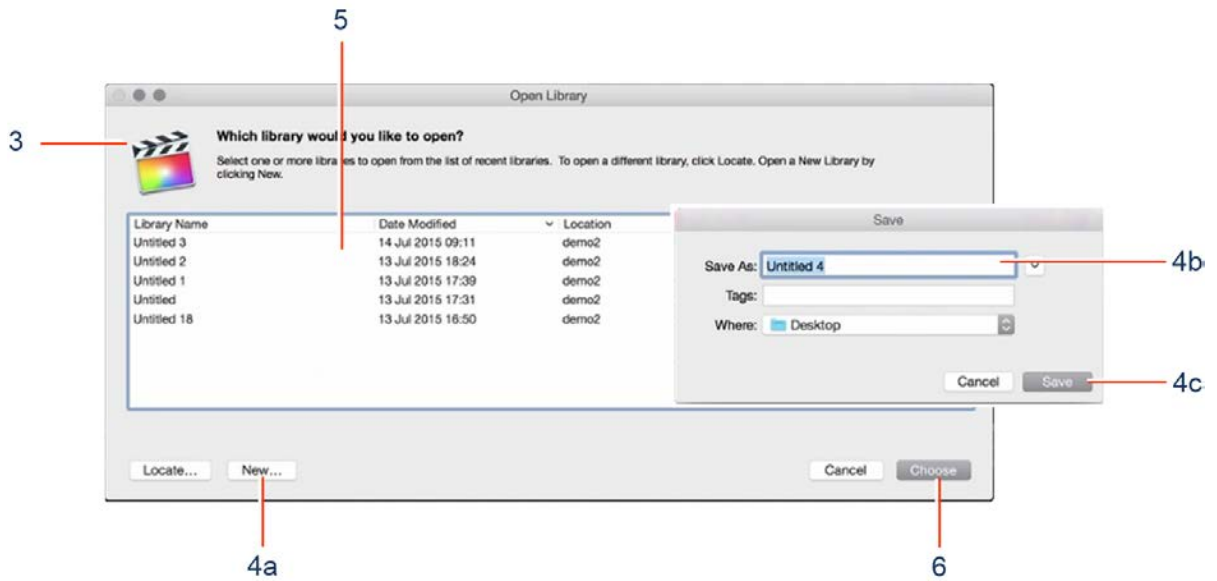 5
Open Library
3
Which library would you like to open?
Select one or more libraries to open from the list of recent libraries. To open a different library, click Locate. Open a New Library by
clicking New.
Library Name Date Modified Location
Untitled 3 14 Jul 2015 09:11 demo2
Untitled 2 13 Jul 2015 18:24 demo2
Untitled 1 13 Jul 2015 17:39 demo2
Untitled 13 Jul 2015 17:31 demo2
Untitled 18 13 Jul 2015 16:50 demo2
Save
Save As: Untitled 4
4b
Tags:
Where: Desktop
Cancel Save
4c
Locate... New...
Cancel Choose
4a
6